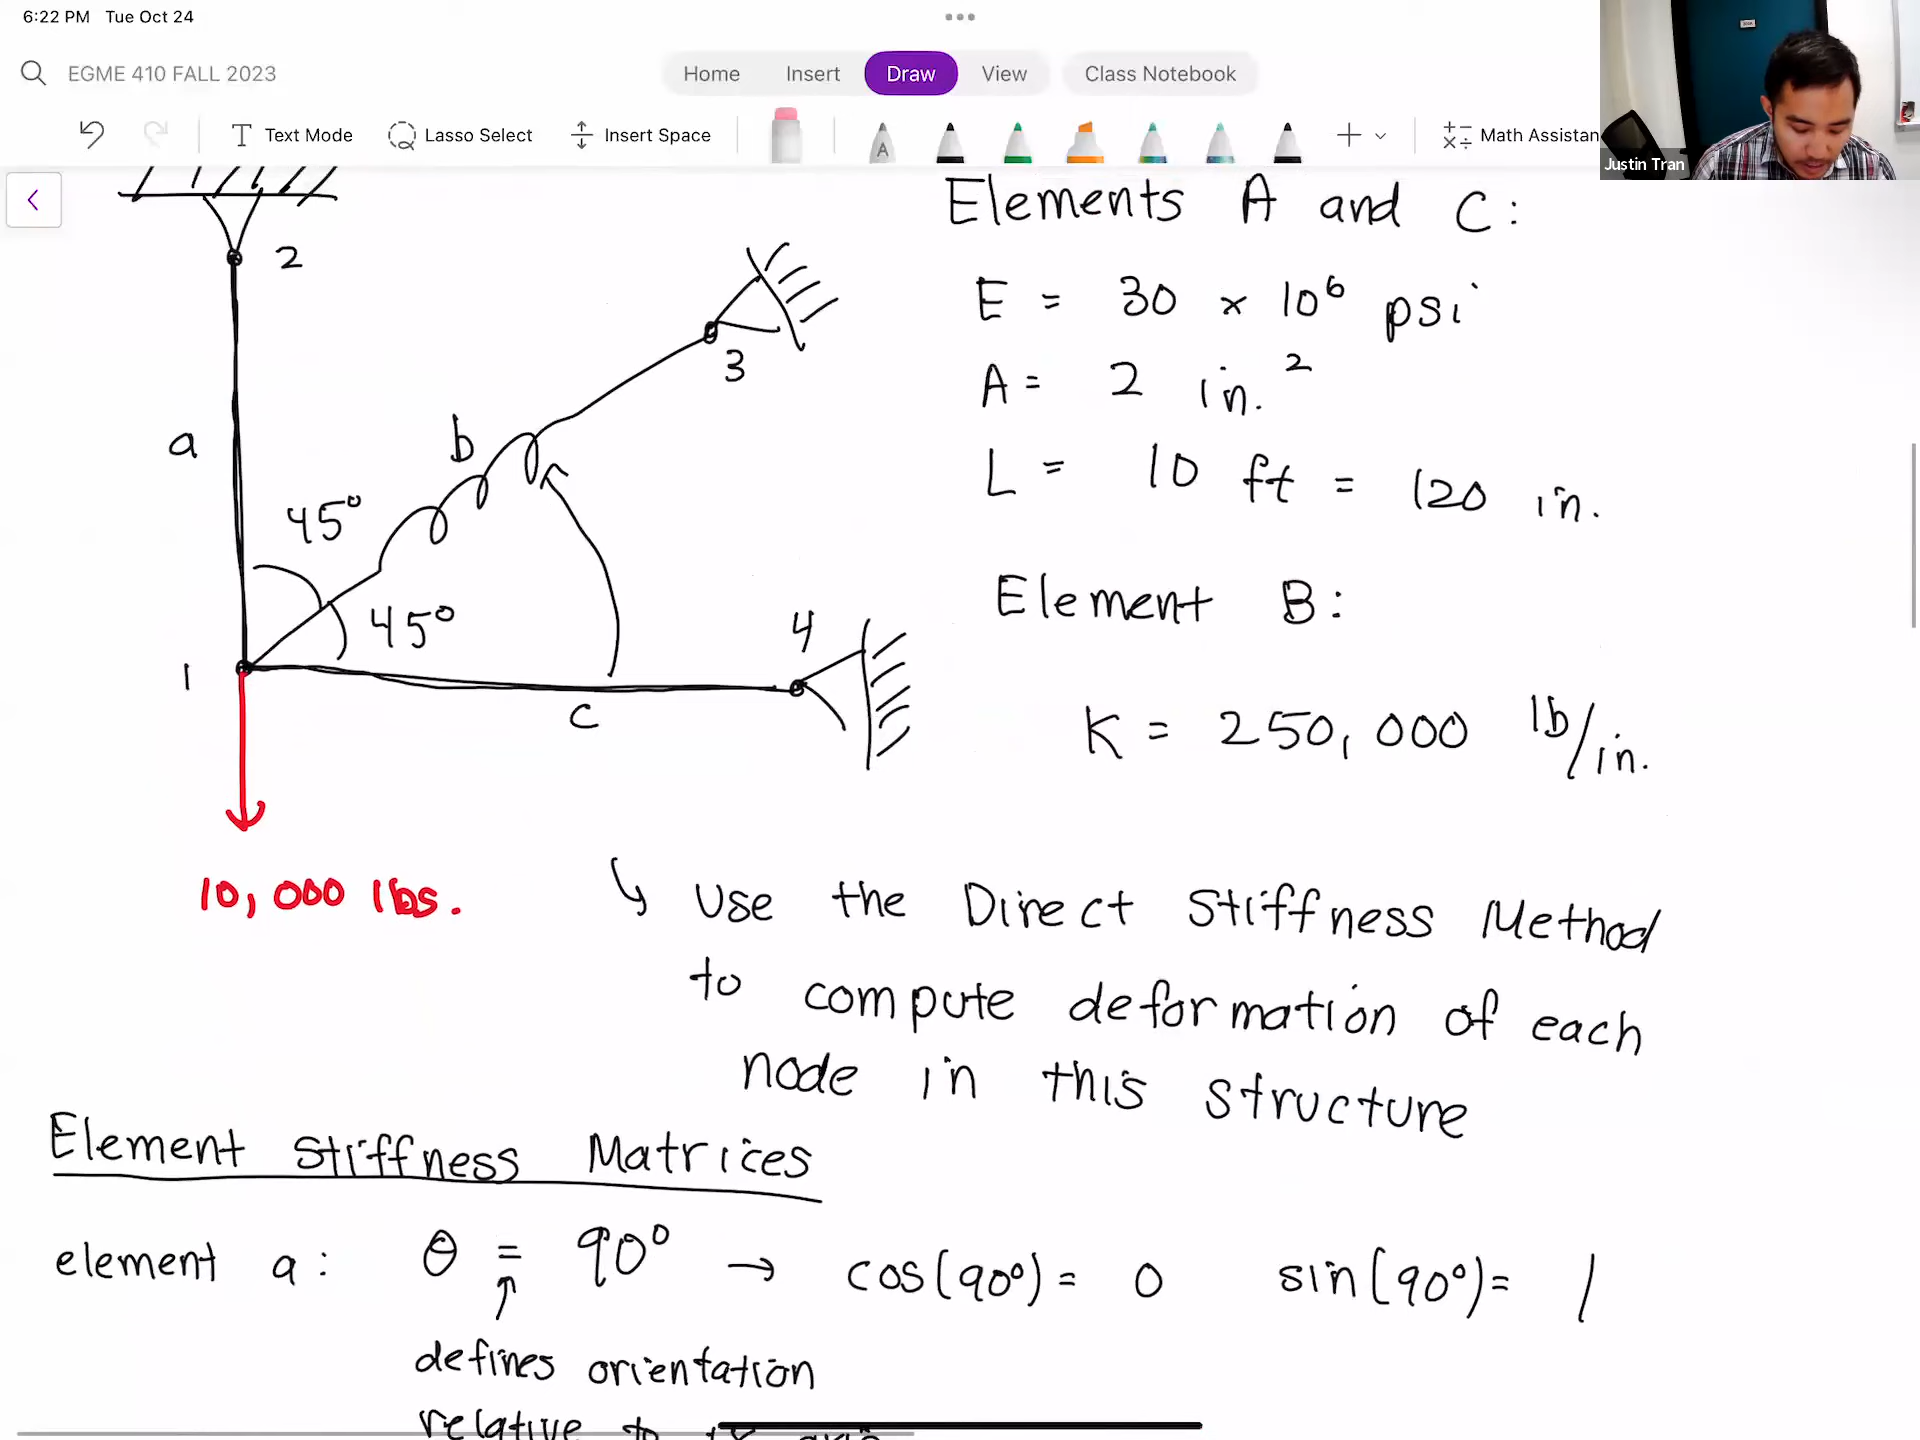 6:22 PM Tue Oct 24
EGME 410 FALL 2023
Home Insert Draw View Class Notebook
Text Mode Lasso Select Insert Space Math Assistan
Justin Tran
2
3
a
b
45°
45°
1
4
c
10,000 lbs.
Elements A and C:
E = 30 x 10⁶ psi
A = 2 in.²
L = 10 ft = 120 in.
Element B:
K = 250,000 lb/in.
↳ Use the Direct Stiffness Method
to compute deformation of each
node in this structure
Element Stiffness Matrices
element a: θ = 90° → cos(90°) = 0 sin(90°) = 1
defines orientation
relative to